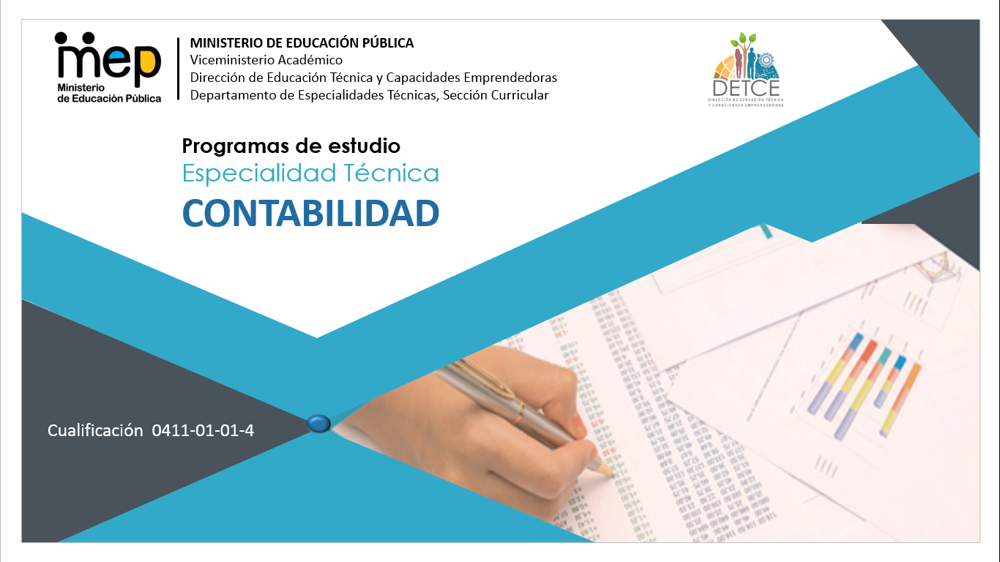 mep
Ministerio
de Educación Pública
MINISTERIO DE EDUCACIÓN PÚBLICA
Viceministerio Académico
Dirección de Educación Técnica y Capacidades Emprendedoras
Departamento de Especialidades Técnicas, Sección Curricular
DETCE
DIRECCIÓN DE EDUCACIÓN TÉCNICA
Y CAPACIDADES EMPRENDEDORAS
Programas de estudio
Especialidad Técnica
CONTABILIDAD
Cualificación 0411-01-01-4